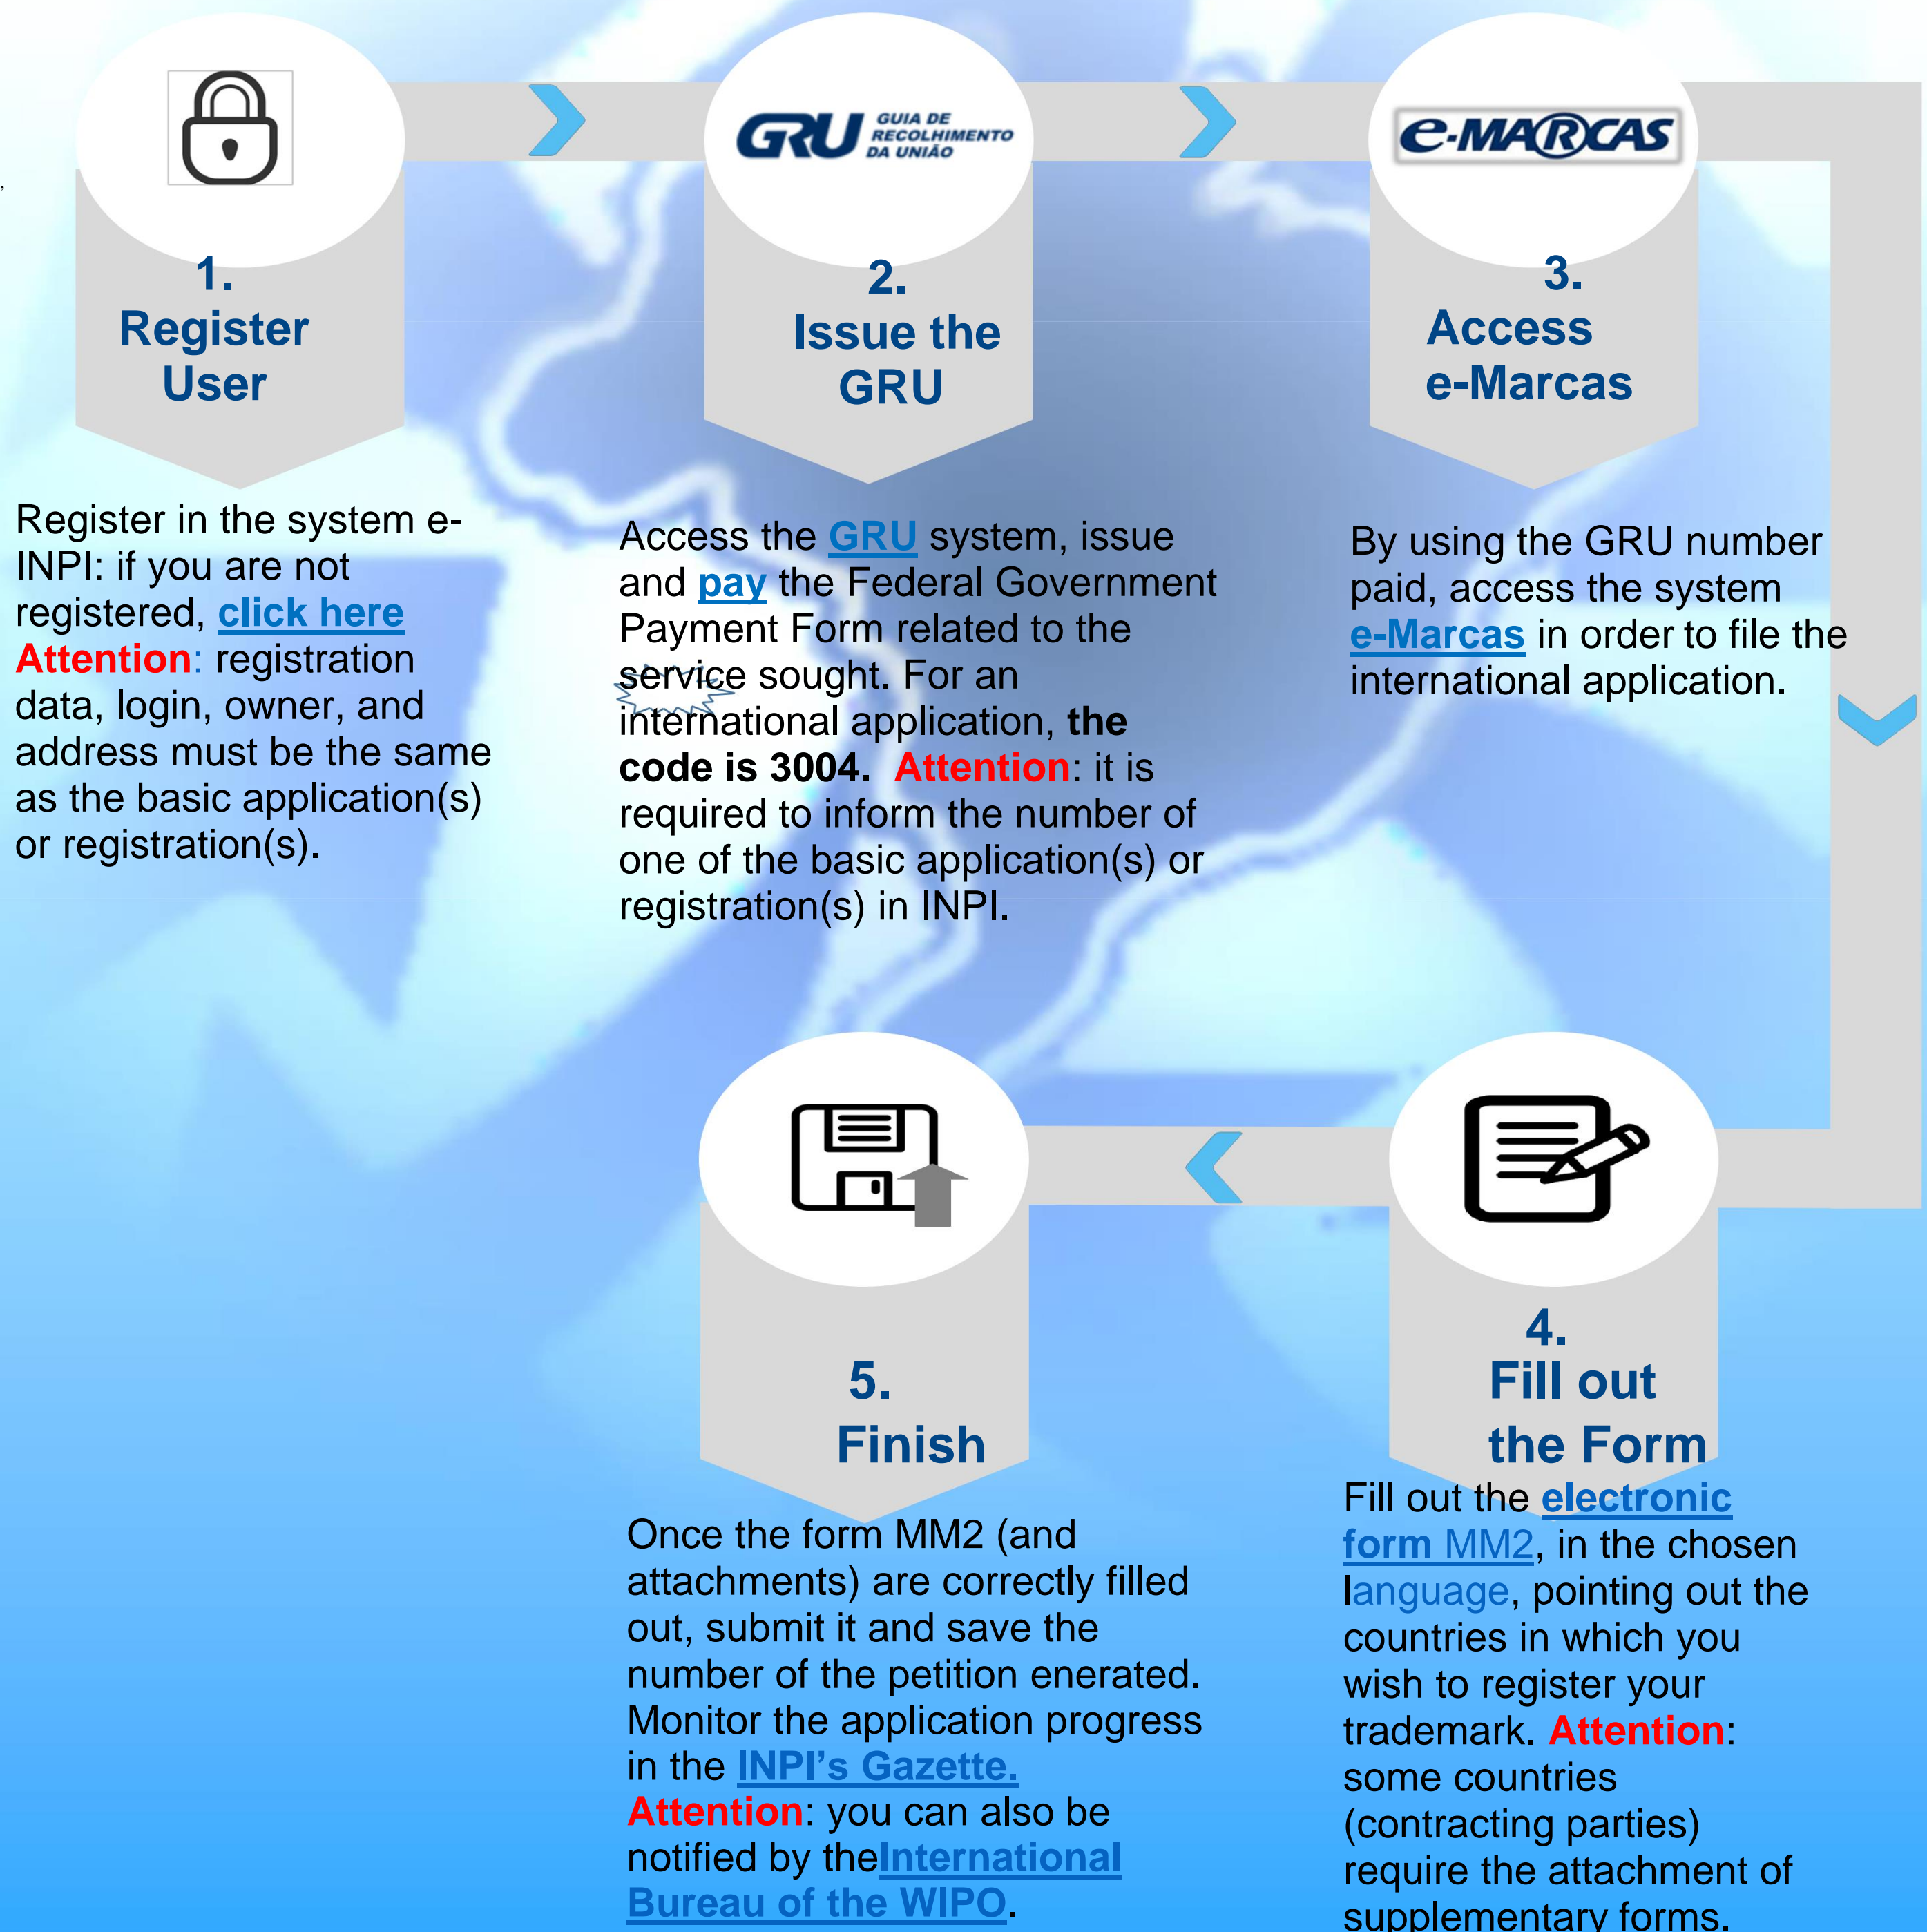 1.
Register
User
Register in the system e-
INPI: if you are not
registered, click here
Attention: registration
data, login, owner, and
address must be the same
as the basic application(s)
or registration(s).
GRU GUIA DE
RECOLHIMENTO
DA UNIÃO
2.
Issue the
GRU
Access the GRU system, issue
and pay the Federal Government
Payment Form related to the
service sought. For an
international application, the
code is 3004. Attention: it is
required to inform the number of
one of the basic application(s) or
registration(s) in INPI.
e-MARCAS
3.
Access
e-Marcas
By using the GRU number
paid, access the system
e-Marcas in order to file the
international application.
4.
Fill out
the Form
Fill out the electronic
form MM2, in the chosen
language, pointing out the
countries in which you
wish to register your
trademark. Attention:
some countries
(contracting parties)
require the attachment of
supplementary forms.
5.
Finish
Once the form MM2 (and
attachments) are correctly filled
out, submit it and save the
number of the petition enerated.
Monitor the application progress
in the INPI’s Gazette.
Attention: you can also be
notified by theInternational
Bureau of the WIPO.